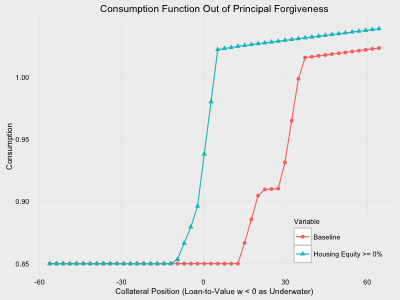 Consumption Function Out of Principal Forgiveness
Consumption
1.00
0.95
0.90
0.85
-60
-30
0
30
60
Collateral Position (Loan-to-Value w < 0 as Underwater)
Variable
Baseline
Housing Equity >= 0%